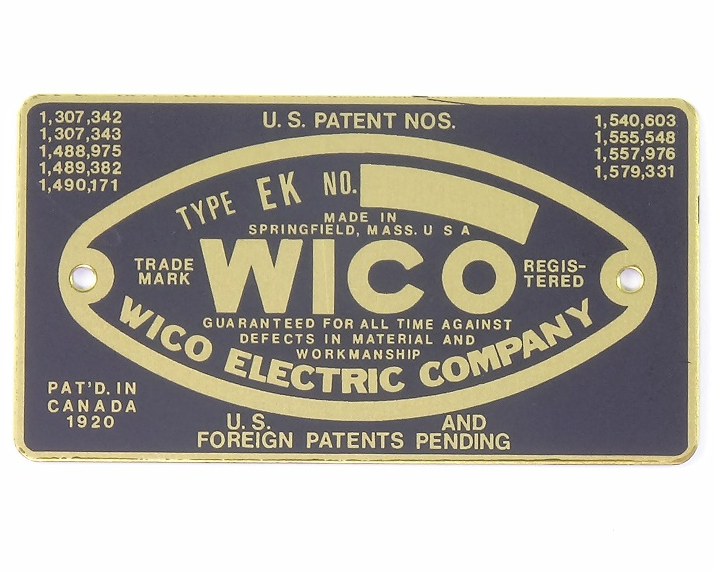 U. S. PATENT NOS.
1,307,342
1,307,343
1,488,975
1,489,382
1,490,171
1,540,603
1,555,548
1,557,976
1,579,331
TYPE EK NO.
MADE IN
SPRINGFIELD, MASS. U S A
TRADE
MARK
WICO
REGIS-
TERED
GUARANTEED FOR ALL TIME AGAINST
DEFECTS IN MATERIAL AND
WORKMANSHIP
WICO ELECTRIC COMPANY
PAT'D. IN
CANADA
1920
U. S. AND
FOREIGN PATENTS PENDING